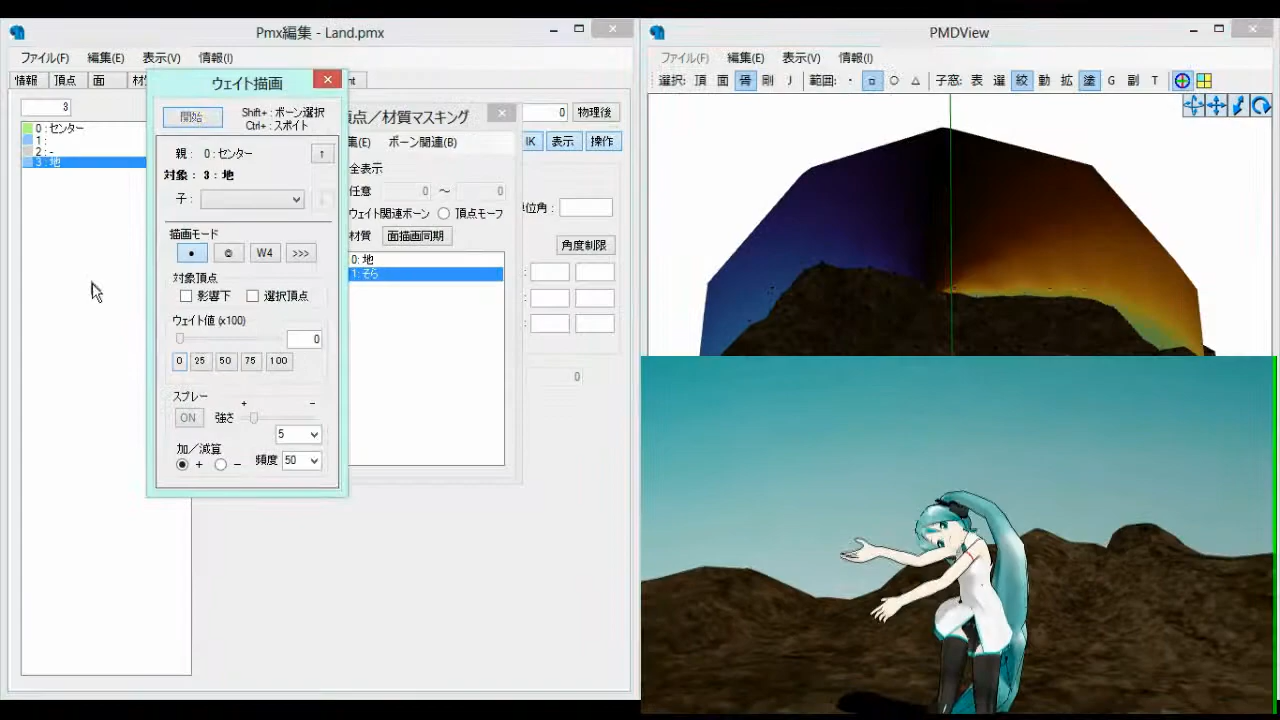 Pmx編集 - Land.pmx
ファイル(F) 編集(E) 表示(V) 情報(I)
情報 頂点 面
3
0 : センター
1 :
2 : -
3 : 地
ウェイト描画
開始
Shift+ : ボーン選択
Ctrl+ : スポイト
親 : 0 : センター
↑
対象 : 3 : 地
子 :
描画モード
● ◎ W4 >>>
対象頂点
影響下 選択頂点
ウェイト値 (x100)
0
0 25 50 75 100
スプレー
+ −
ON 強さ
5
加/減算
+ − 頻度 50
頂点/材質マスキング
ボーン関連(B)
全表示
任意 0 ～ 0
ウェイト関連ボーン 頂点モーフ
材質 面描画同期
0: 地
1: そら
0 物理後
IK 表示 操作
単位角 :
角度制限
0
PMDView
ファイル(F) 編集(E) 表示(V) 情報(I)
選択: 頂 面 骨 剛 J 範囲: ・ □ ○ △ 子窓: 表 選 絞 動 拡 塗 G 副 T